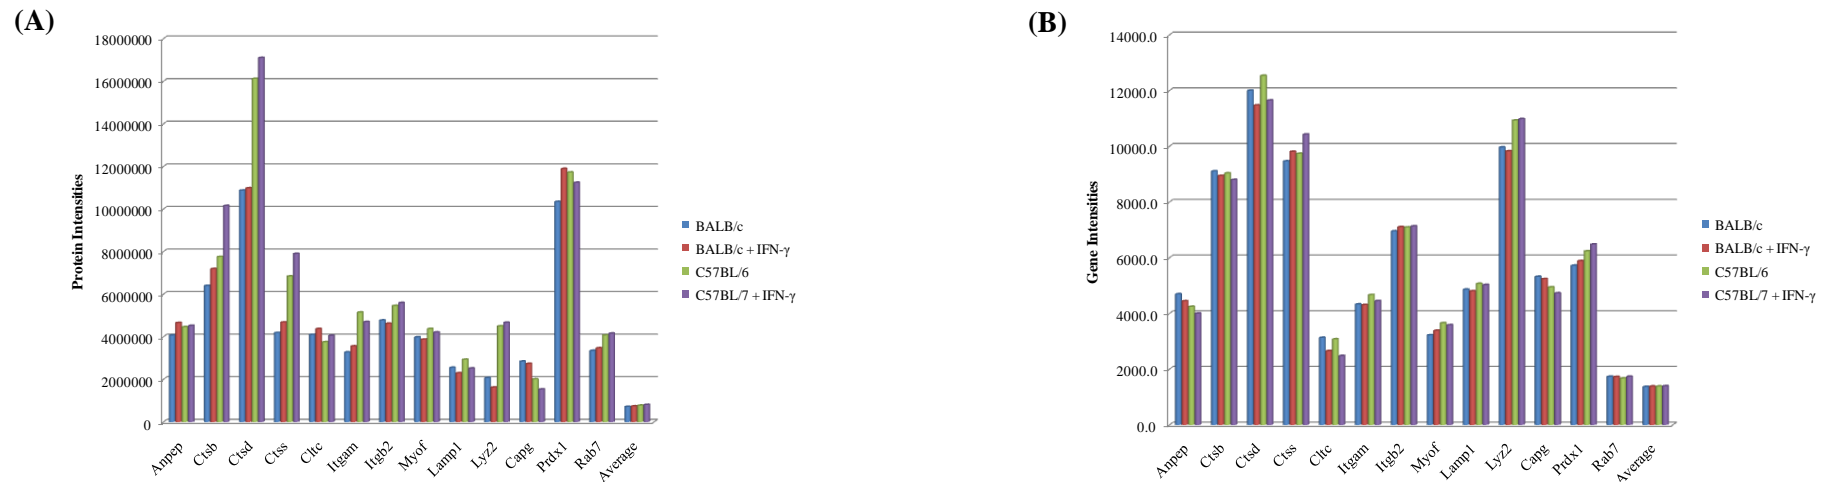 (A)
Protein Intensities
18000000
16000000
14000000
12000000
10000000
8000000
6000000
4000000
2000000
0
Anpep
Ctsb
Ctsd
Ctss
Cltc
Itgam
Itgb2
Myof
Lamp1
Lyz2
Capg
Prdx1
Rab7
Average
BALB/c
BALB/c + IFN-γ
C57BL/6
C57BL/7 + IFN-γ
(B)
Gene Intensities
14000.0
12000.0
10000.0
8000.0
6000.0
4000.0
2000.0
0.0
Anpep
Ctsb
Ctsd
Ctss
Cltc
Itgam
Itgb2
Myof
Lamp1
Lyz2
Capg
Prdx1
Rab7
Average
BALB/c
BALB/c + IFN-γ
C57BL/6
C57BL/7 + IFN-γ